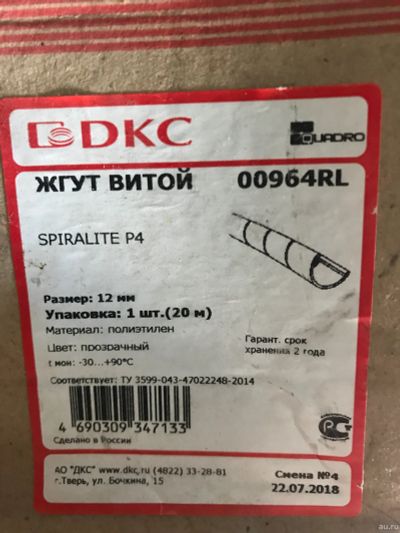 DKC
QUADRO
ЖГУТ ВИТОЙ 00964RL
SPIRALITE P4
Размер: 12 мм
Упаковка: 1 шт.(20 м)
Материал: полиэтилен
Цвет: прозрачный
t мон: -30...+90°C
Гарант. срок
хранения 2 года
Соответствует: ТУ 3599-043-47022248-2014
4 690309 347133
Сделано в России
АО "ДКС" www.dkc.ru (4822) 33-28-81
г.Тверь, ул. Бочкина, 15
Смена №4
22.07.2018
au.ru